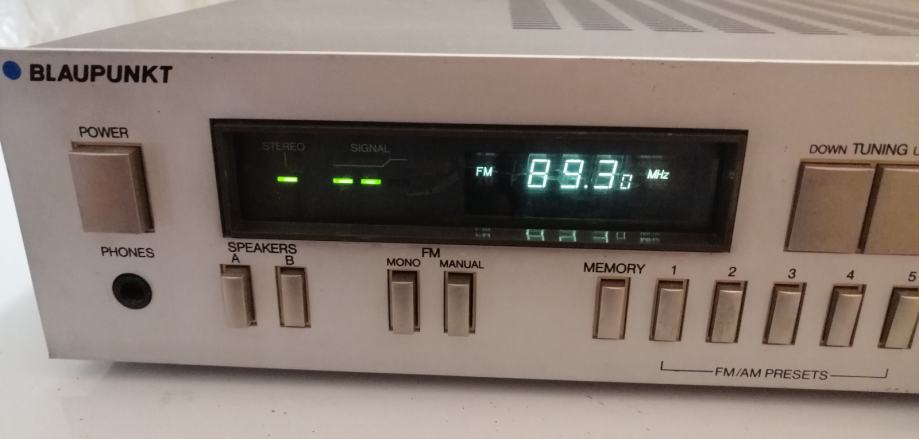 BLAUPUNKT
POWER
STEREO SIGNAL
FM 89.30 MHz
DOWN TUNING U
PHONES
SPEAKERS
A B
FM
MONO MANUAL
MEMORY 1 2 3 4 5
FM/AM PRESETS